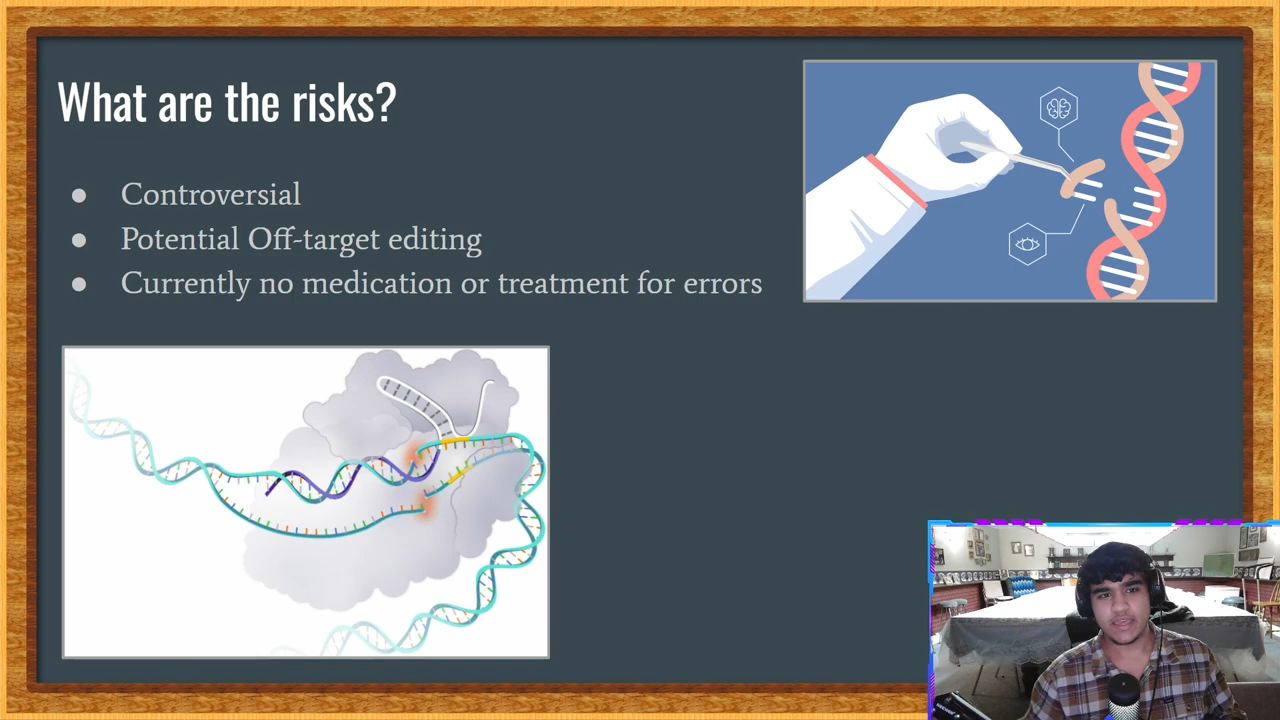 What are the risks?
Controversial
Potential Off-target editing
Currently no medication or treatment for errors